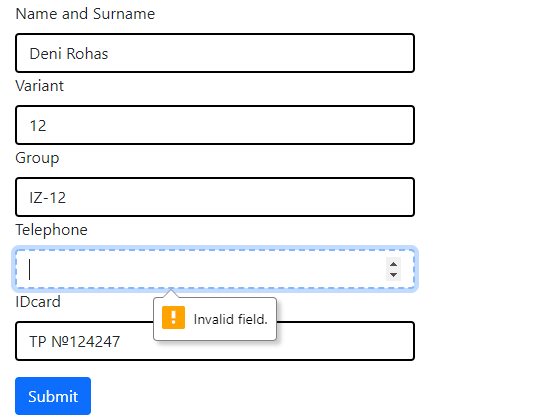 Name and Surname
Deni Rohas
Variant
12
Group
IZ-12
Telephone
IDcard
Invalid field.
TP №124247
Submit